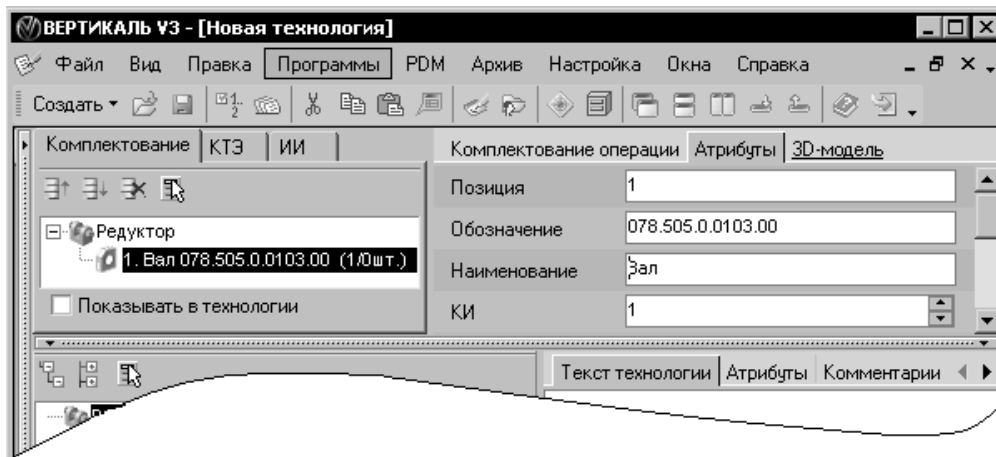 ВЕРТИКАЛЬ V3 - [Новая технология]
Файл Вид Правка Программы PDM Архив Настройка Окна Справка
Создать
Комплектование КТЭ ИИ
Комплектование операции Атрибуты 3D-модель
Позиция 1
Редуктор
Обозначение 078.505.0.0103.00
1. Вал 078.505.0.0103.00 (1/0шт.)
Наименование Вал
Показывать в технологии
КИ 1
Текст технологии Атрибуты Комментарии